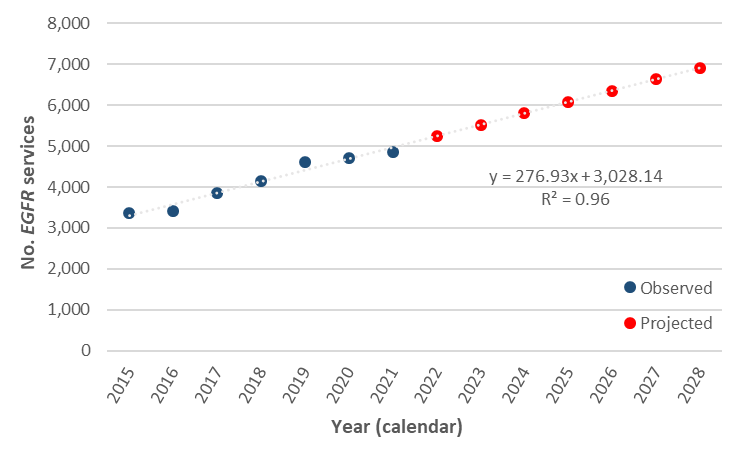 8,000
7,000
6,000
5,000
4,000
3,000
2,000
1,000
0
No. EGFR services
y = 276.93x + 3,028.14
R² = 0.96
Observed
Projected
2015 2016 2017 2018 2019 2020 2021 2022 2023 2024 2025 2026 2027 2028
Year (calendar)